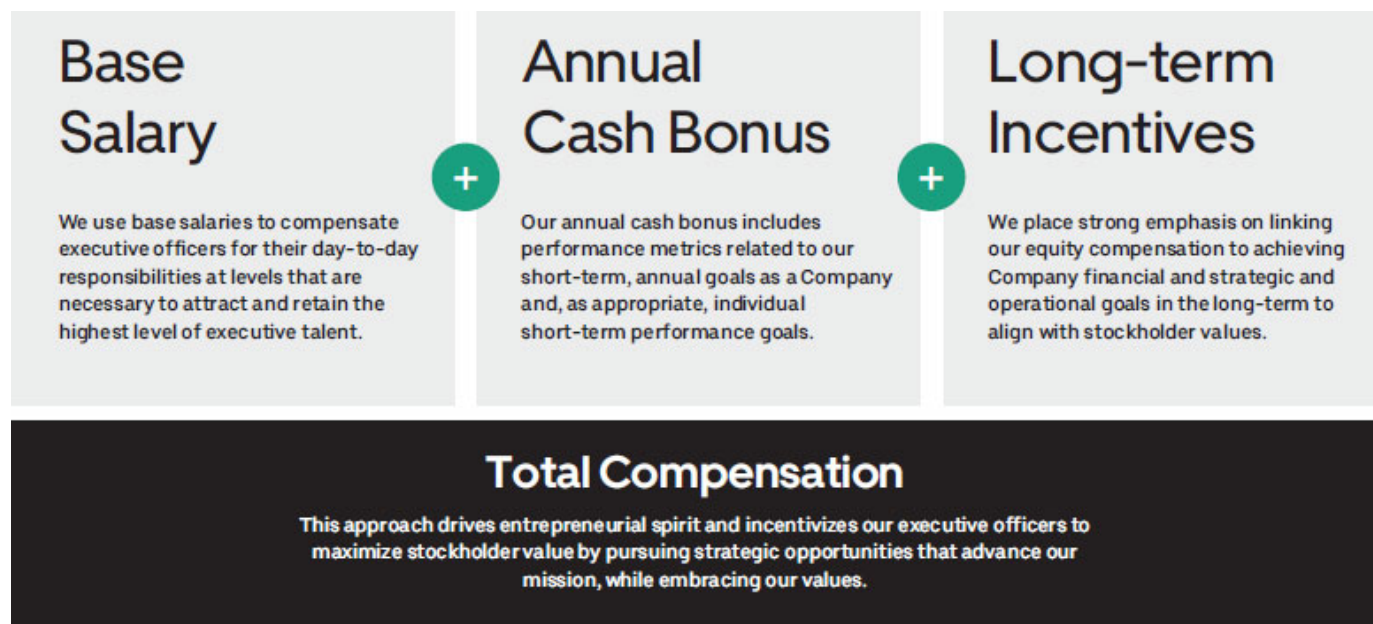 Base
Salary
We use base salaries to compensate
executive officers for their day-to-day
responsibilities at levels that are
necessary to attract and retain the
highest level of executive talent.
+
Annual
Cash Bonus
Our annual cash bonus includes
performance metrics related to our
short-term, annual goals as a Company
and, as appropriate, individual
short-term performance goals.
+
Long-term
Incentives
We place strong emphasis on linking
our equity compensation to achieving
Company financial and strategic and
operational goals in the long-term to
align with stockholder values.
Total Compensation
This approach drives entrepreneurial spirit and incentivizes our executive officers to
maximize stockholder value by pursuing strategic opportunities that advance our
mission, while embracing our values.